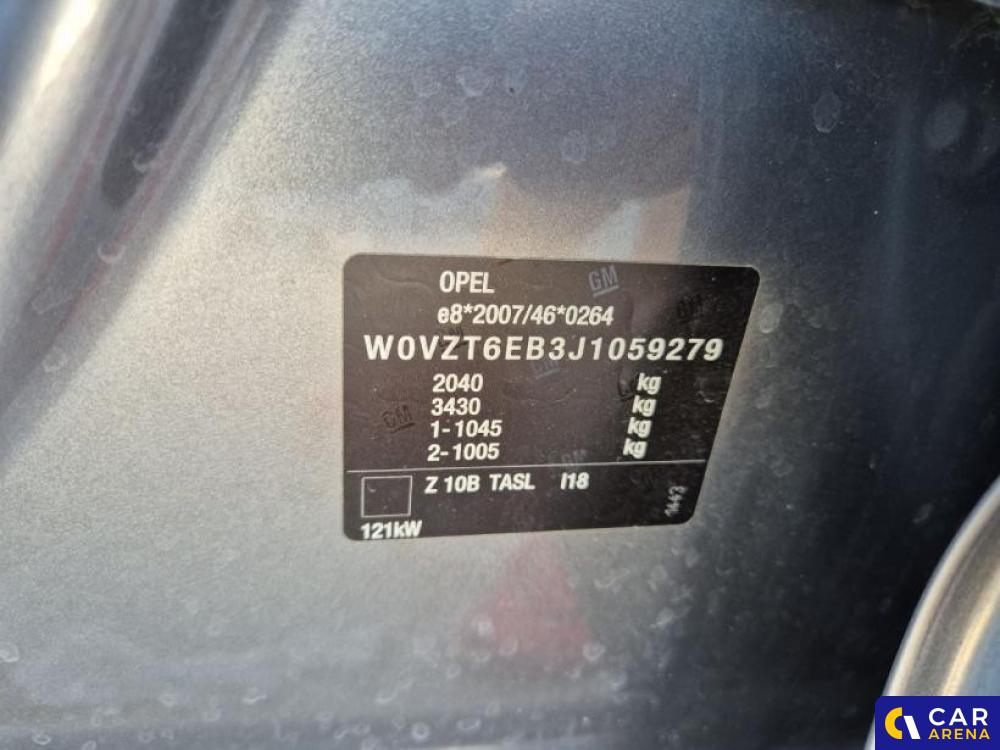 OPEL
GM
e8*2007/46*0264
W0VZT6EB3J1059279
2040 kg
3430 kg
1-1045 kg
2-1005 kg
Z 10B TASL I18
121kW
CAR
ARENA